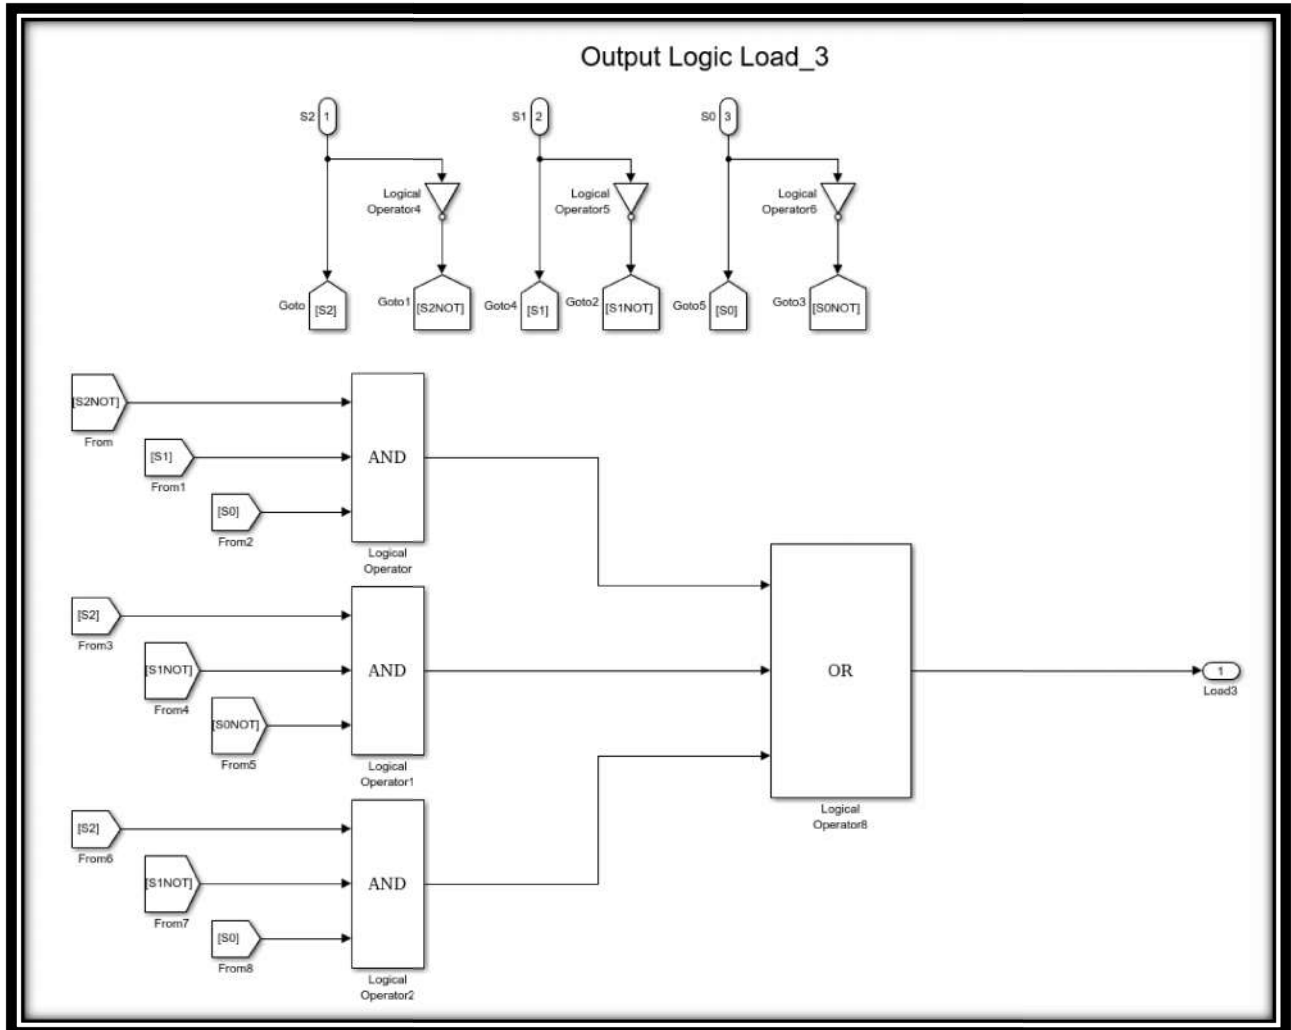 Output Logic Load_3
S2 1
S1 2
S0 3
Logical
Operator4
Logical
Operator5
Logical
Operator6
Goto [S2]
Goto1 [S2NOT]
Goto4 [S1]
Goto2 [S1NOT]
Goto5 [S0]
Goto3 [S0NOT]
[S2NOT]
From
[S1]
From1
[S0]
From2
AND
Logical
Operator
[S2]
From3
[S1NOT]
From4
[S0NOT]
From5
AND
Logical
Operator1
[S2]
From6
[S1NOT]
From7
[S0]
From8
AND
Logical
Operator2
OR
Logical
Operator8
1
Load3